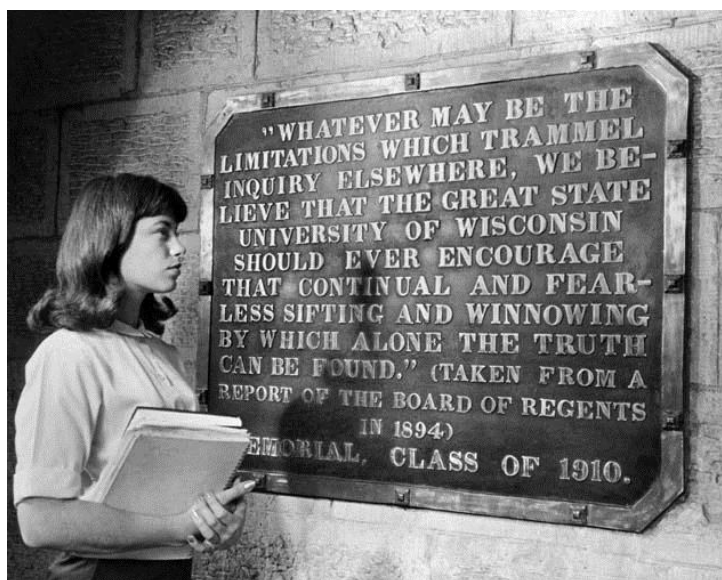 "WHATEVER MAY BE THE
LIMITATIONS WHICH TRAMMEL
INQUIRY ELSEWHERE, WE BE-
LIEVE THAT THE GREAT STATE
UNIVERSITY OF WISCONSIN
SHOULD EVER ENCOURAGE
THAT CONTINUAL AND FEAR-
LESS SIFTING AND WINNOWING
BY WHICH ALONE THE TRUTH
CAN BE FOUND." (TAKEN FROM A
REPORT OF THE BOARD OF REGENTS
IN 1894)
MEMORIAL, CLASS OF 1910.